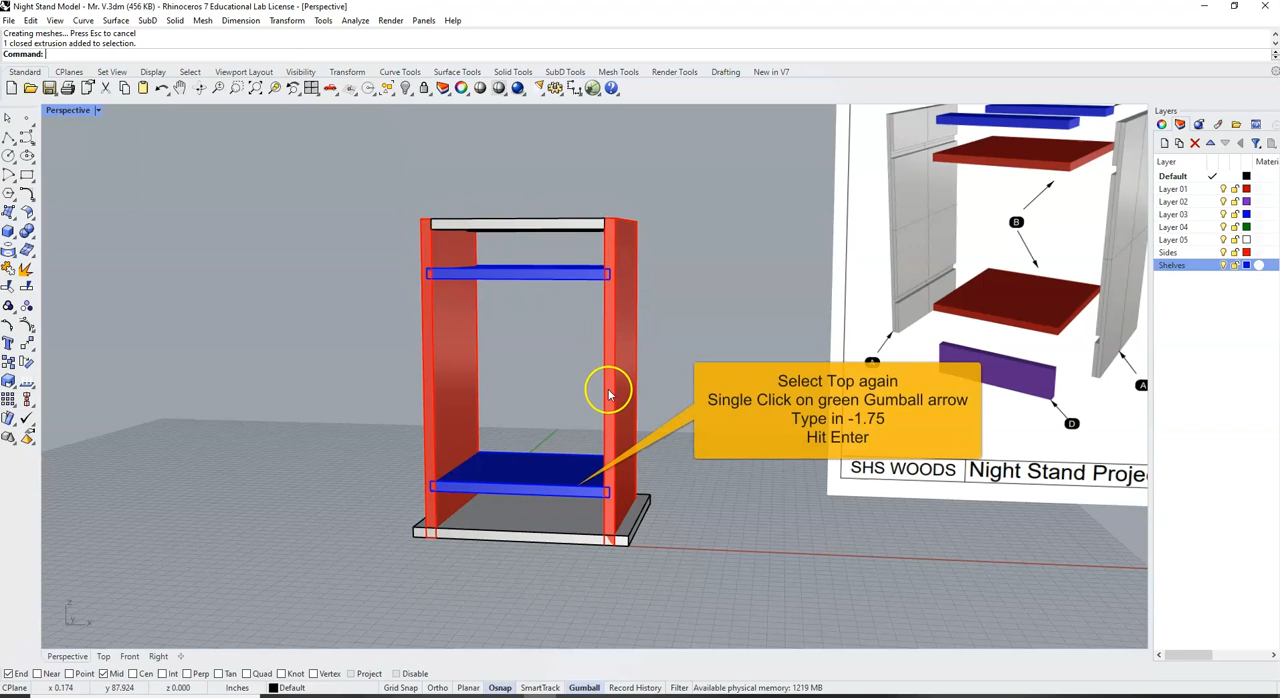 Night Stand Model - Mr. V.3dm (456 KB) - Rhinoceros 7 Educational Lab License - [Perspective]
File Edit View Curve Surface SubD Solid Mesh Dimension Transform Tools Analyze Render Panels Help
Creating meshes... Press Esc to cancel
1 closed extrusion added to selection.
Command:
Standard CPlanes Set View Display Select Viewport Layout Visibility Transform Curve Tools Surface Tools Solid Tools SubD Tools Mesh Tools Render Tools Drafting New in V7
Perspective
Layers
Layer Materi
Default
Layer 01
Layer 02
Layer 03
Layer 04
Layer 05
Sides
Shelves
B
A
D
Select Top again
Single Click on green Gumball arrow
Type in -1.75
Hit Enter
SHS WOODS Night Stand Projec
z
y x
Perspective Top Front Right
End Near Point Mid Cen Int Perp Tan Quad Knot Vertex Project Disable
CPlane x 0.174 y 87.924 z 0.000 Inches Default Grid Snap Ortho Planar Osnap SmartTrack Gumball Record History Filter Available physical memory: 1219 MB